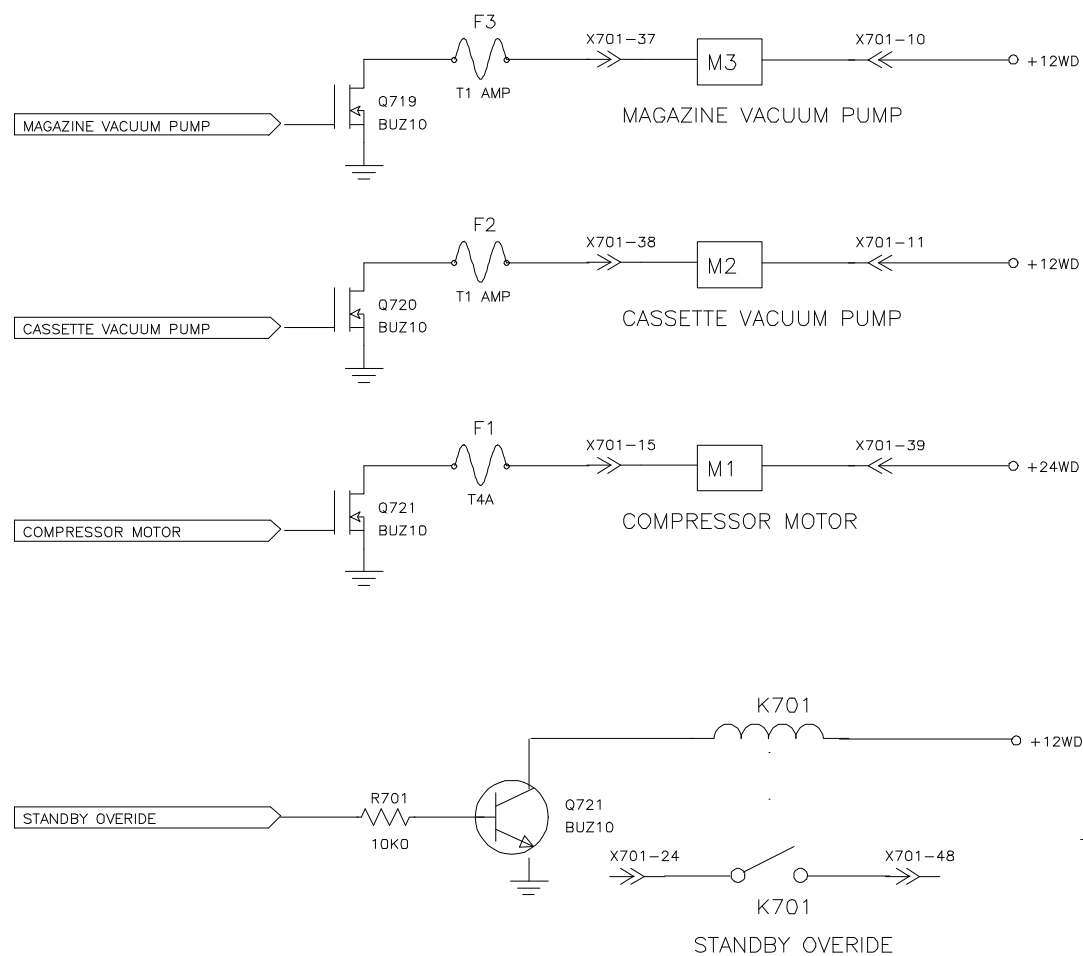 F3
X701-37
X701-10
M3
+12WD
Q719
T1 AMP
BUZ10
MAGAZINE VACUUM PUMP
MAGAZINE VACUUM PUMP
F2
X701-38
X701-11
M2
+12WD
Q720
T1 AMP
BUZ10
CASSETTE VACUUM PUMP
CASSETTE VACUUM PUMP
F1
X701-15
X701-39
M1
+24WD
Q721
T4A
BUZ10
COMPRESSOR MOTOR
COMPRESSOR MOTOR
K701
+12WD
R701
Q721
STANDBY OVERIDE
BUZ10
10K0
X701-24
X701-48
K701
STANDBY OVERIDE